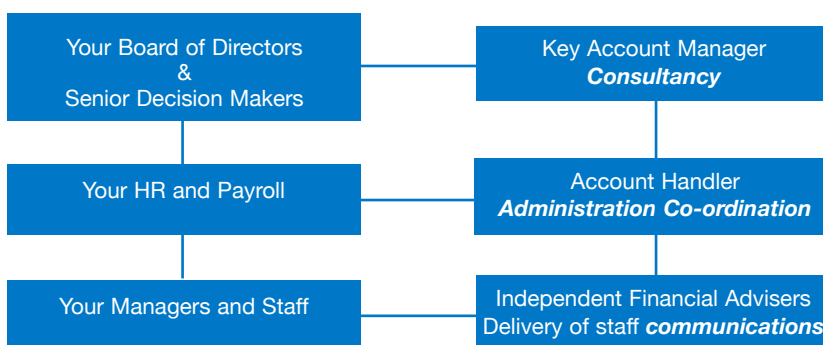 Your Board of Directors
&
Senior Decision Makers
Key Account Manager
Consultancy
Your HR and Payroll
Account Handler
Administration Co-ordination
Your Managers and Staff
Independent Financial Advisers
Delivery of staff communications